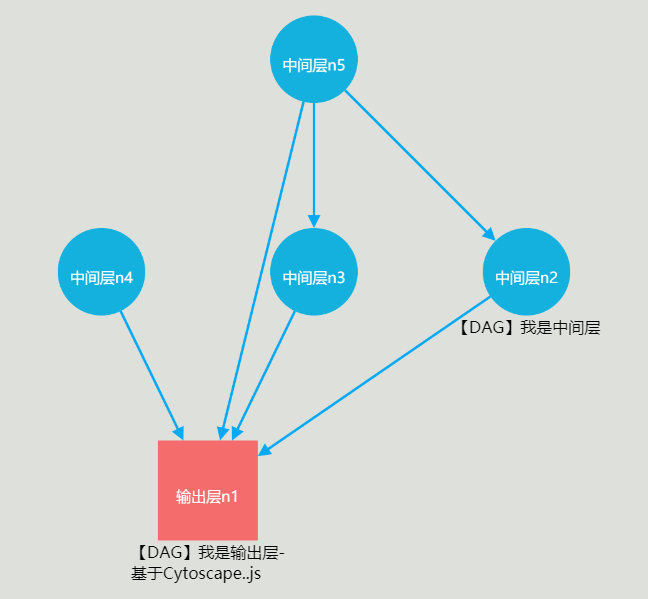 中间层n5
中间层n4
中间层n3
中间层n2
【DAG】我是中间层
输出层n1
【DAG】我是输出层-
基于Cytoscape..js